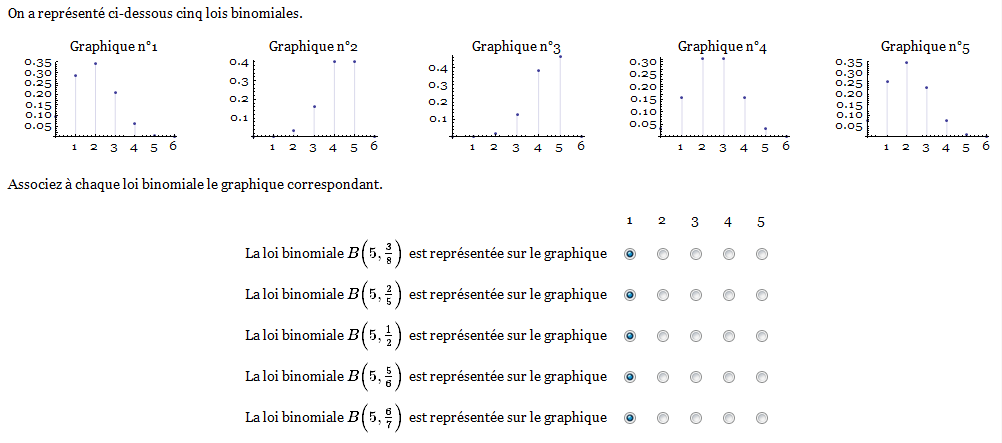 On a représenté ci-dessous cinq lois binomiales.
Graphique n°1 Graphique n°2 Graphique n°3 Graphique n°4 Graphique n°5
0.35
0.30
0.25
0.20
0.15
0.10
0.05
1 2 3 4 5 6
0.4
0.3
0.2
0.1
1 2 3 4 5 6
0.4
0.3
0.2
0.1
1 2 3 4 5 6
0.30
0.25
0.20
0.15
0.10
0.05
1 2 3 4 5 6
0.35
0.30
0.25
0.20
0.15
0.10
0.05
1 2 3 4 5 6
Associez à chaque loi binomiale le graphique correspondant.
1 2 3 4 5
La loi binomiale B(5, 3/8) est représentée sur le graphique
La loi binomiale B(5, 2/5) est représentée sur le graphique
La loi binomiale B(5, 1/2) est représentée sur le graphique
La loi binomiale B(5, 5/6) est représentée sur le graphique
La loi binomiale B(5, 6/7) est représentée sur le graphique